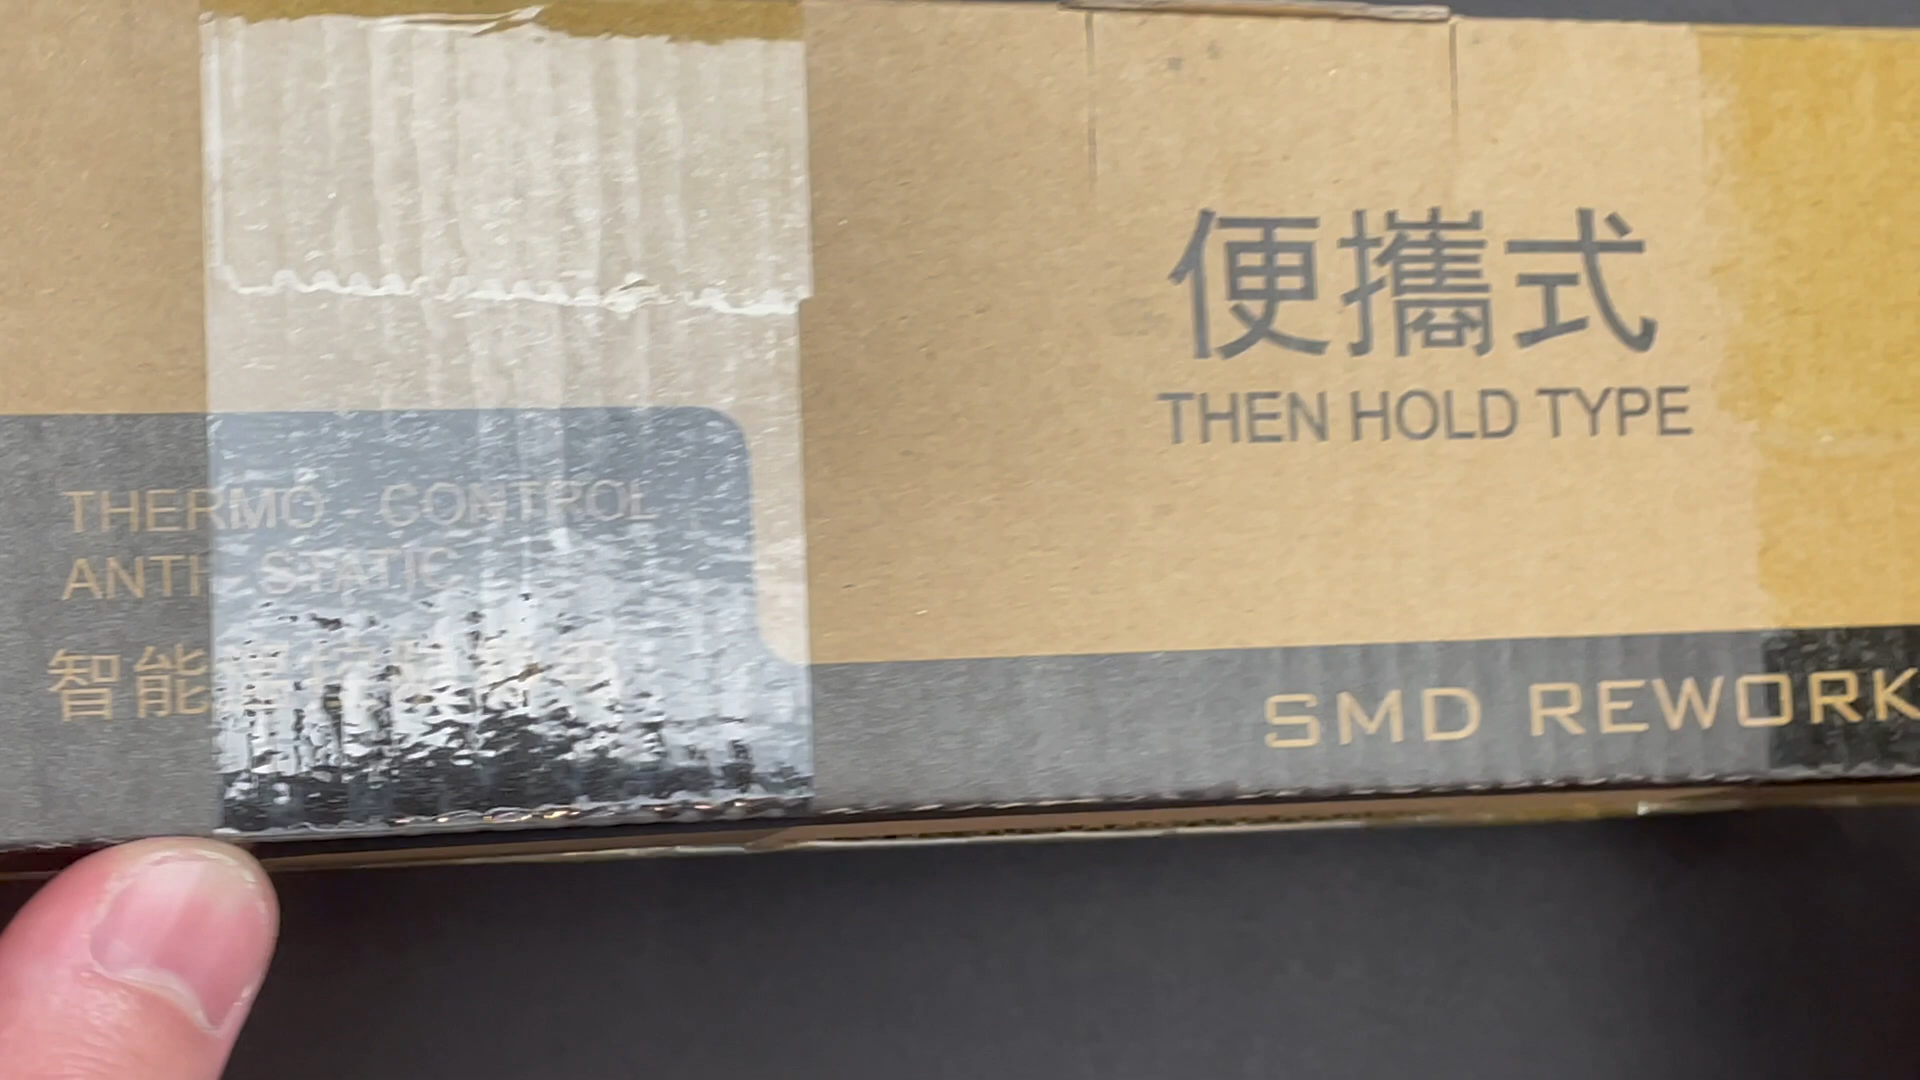 便攜式
THEN HOLD TYPE
THERMO - CONTROL
ANTI - STATIC
智能
SMD REWORK